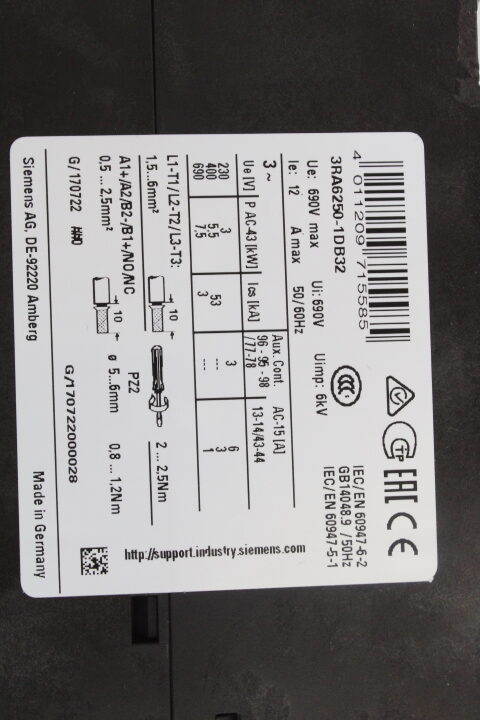 4 011209 715585
3RA6250-1DB32
EAC CE
CTP
CCC
IEC/EN 60947-6-2
GB14048.9 /50Hz
IEC/EN 60947-5-1
Ue: 690V max Ui: 690V Uimp: 6kV
Ie: 12 A max 50/60Hz
3~ Aux. Cont. AC-15 [A]
Ue [V] P AC-43 [kW] Ics [kA] 96 - 95 - 98 /77-78 13-14/43-44
230 3 3 6
400 5.5 53 --- 3
690 7.5 3 --- 1
L1-T1/L2-T2/L3-T3:
1.5...6mm² 10 2 ... 2.5Nm
A1+/A2/B2-/B1+/NO/NC PZ2
0.5 ... 2.5mm² 10 ø 5...6mm 0,8 ... 1,2Nm
http://support.industry.siemens.com
G/170722 G/170722000028
Siemens AG, DE-92220 Amberg Made in Germany